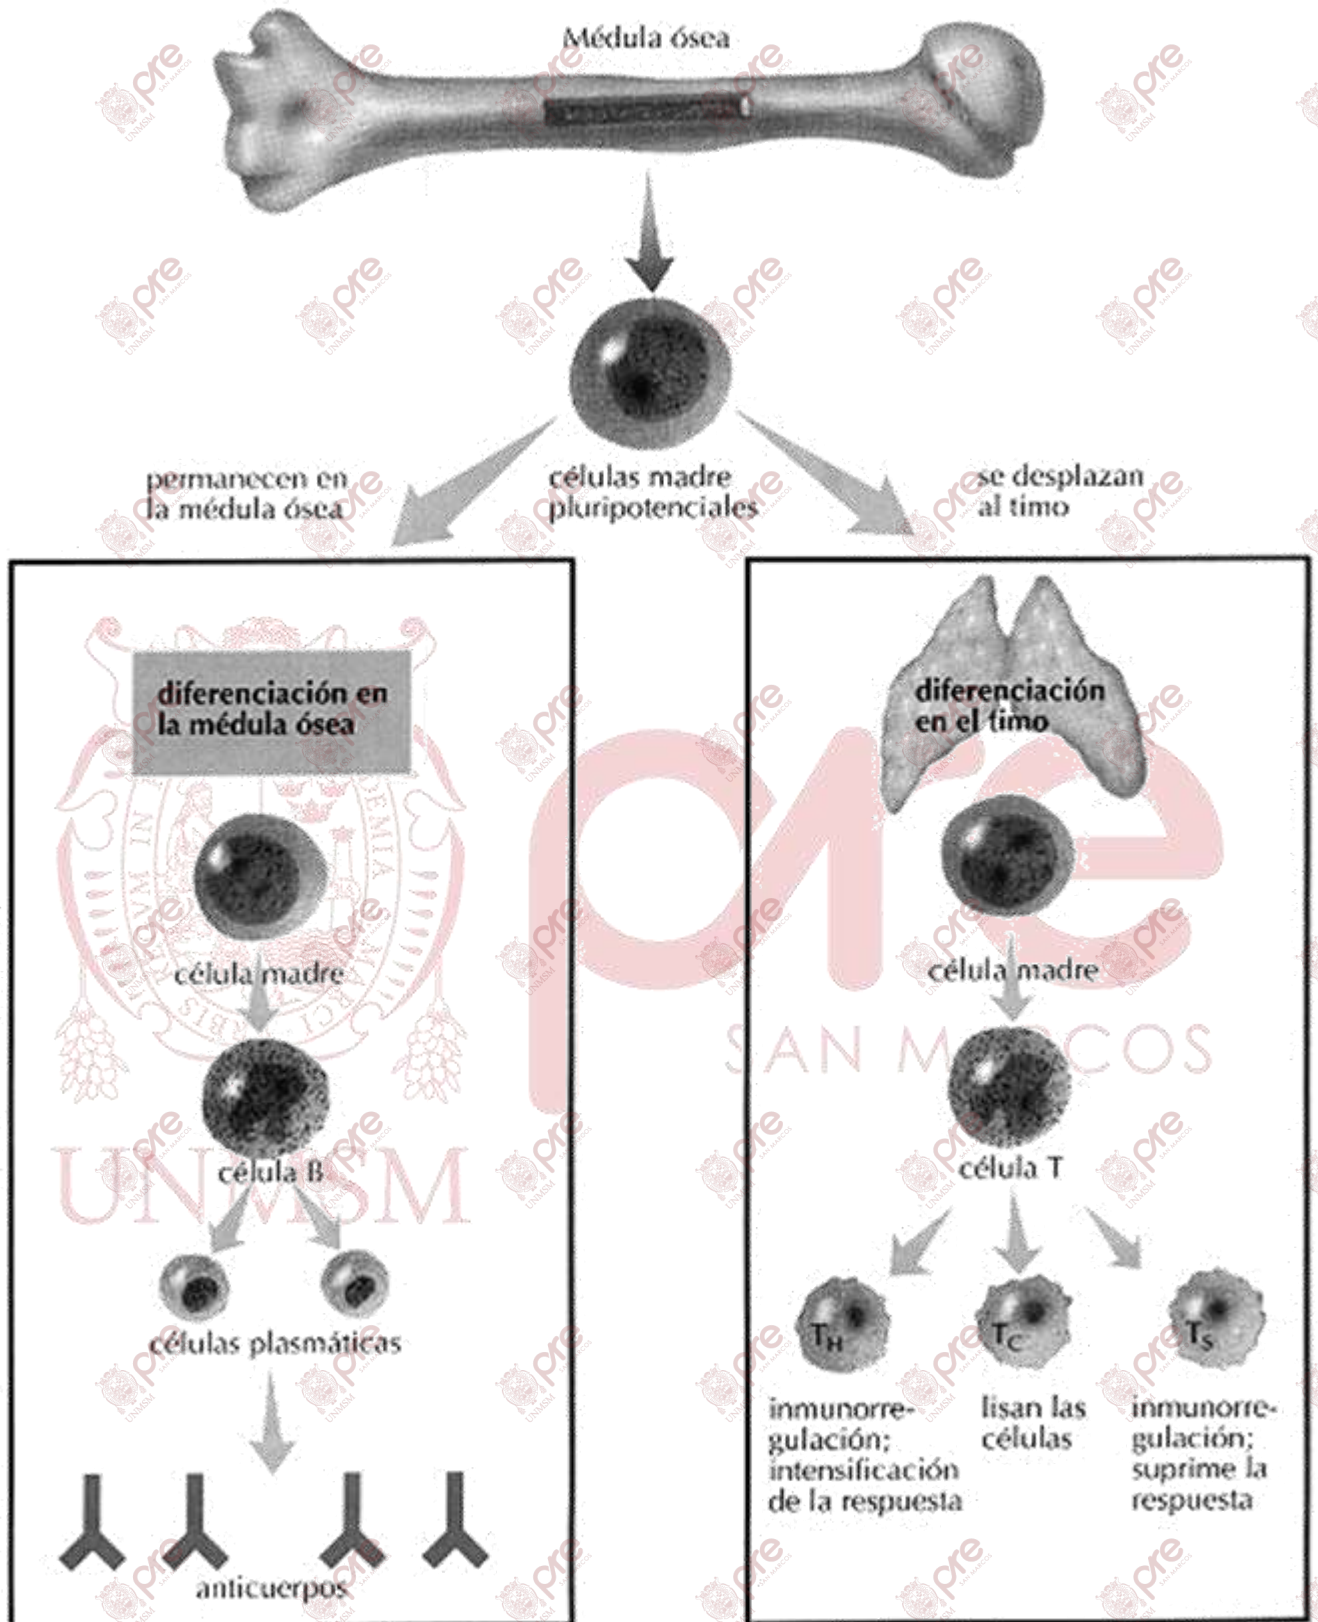 Médula ósea
permanecen en
la médula ósea
células madre
pluripotenciales
se desplazan
al timo
diferenciación en
la médula ósea
célula madre
célula B
células plasmáticas
anticuerpos
diferenciación
en el timo
célula madre
célula T
TH
TC
TS
inmunorre-
gulación;
intensificación
de la respuesta
lisan las
células
inmunorre-
gulación;
suprime la
respuesta
UNMSM
pre
SAN MARCOS